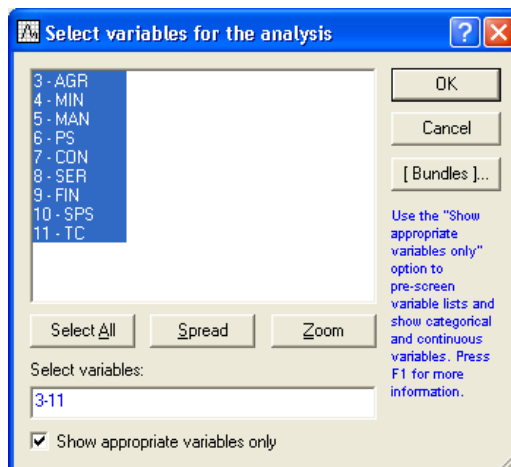 Select variables for the analysis
3 - AGR
4 - MIN
5 - MAN
6 - PS
7 - CON
8 - SER
9 - FIN
10 - SPS
11 - TC
OK
Cancel
[ Bundles ]...
Use the "Show
appropriate
variables only"
option to
pre-screen
variable lists and
show categorical
and continuous
variables. Press
F1 for more
information.
Select All
Spread
Zoom
Select variables:
3-11
Show appropriate variables only